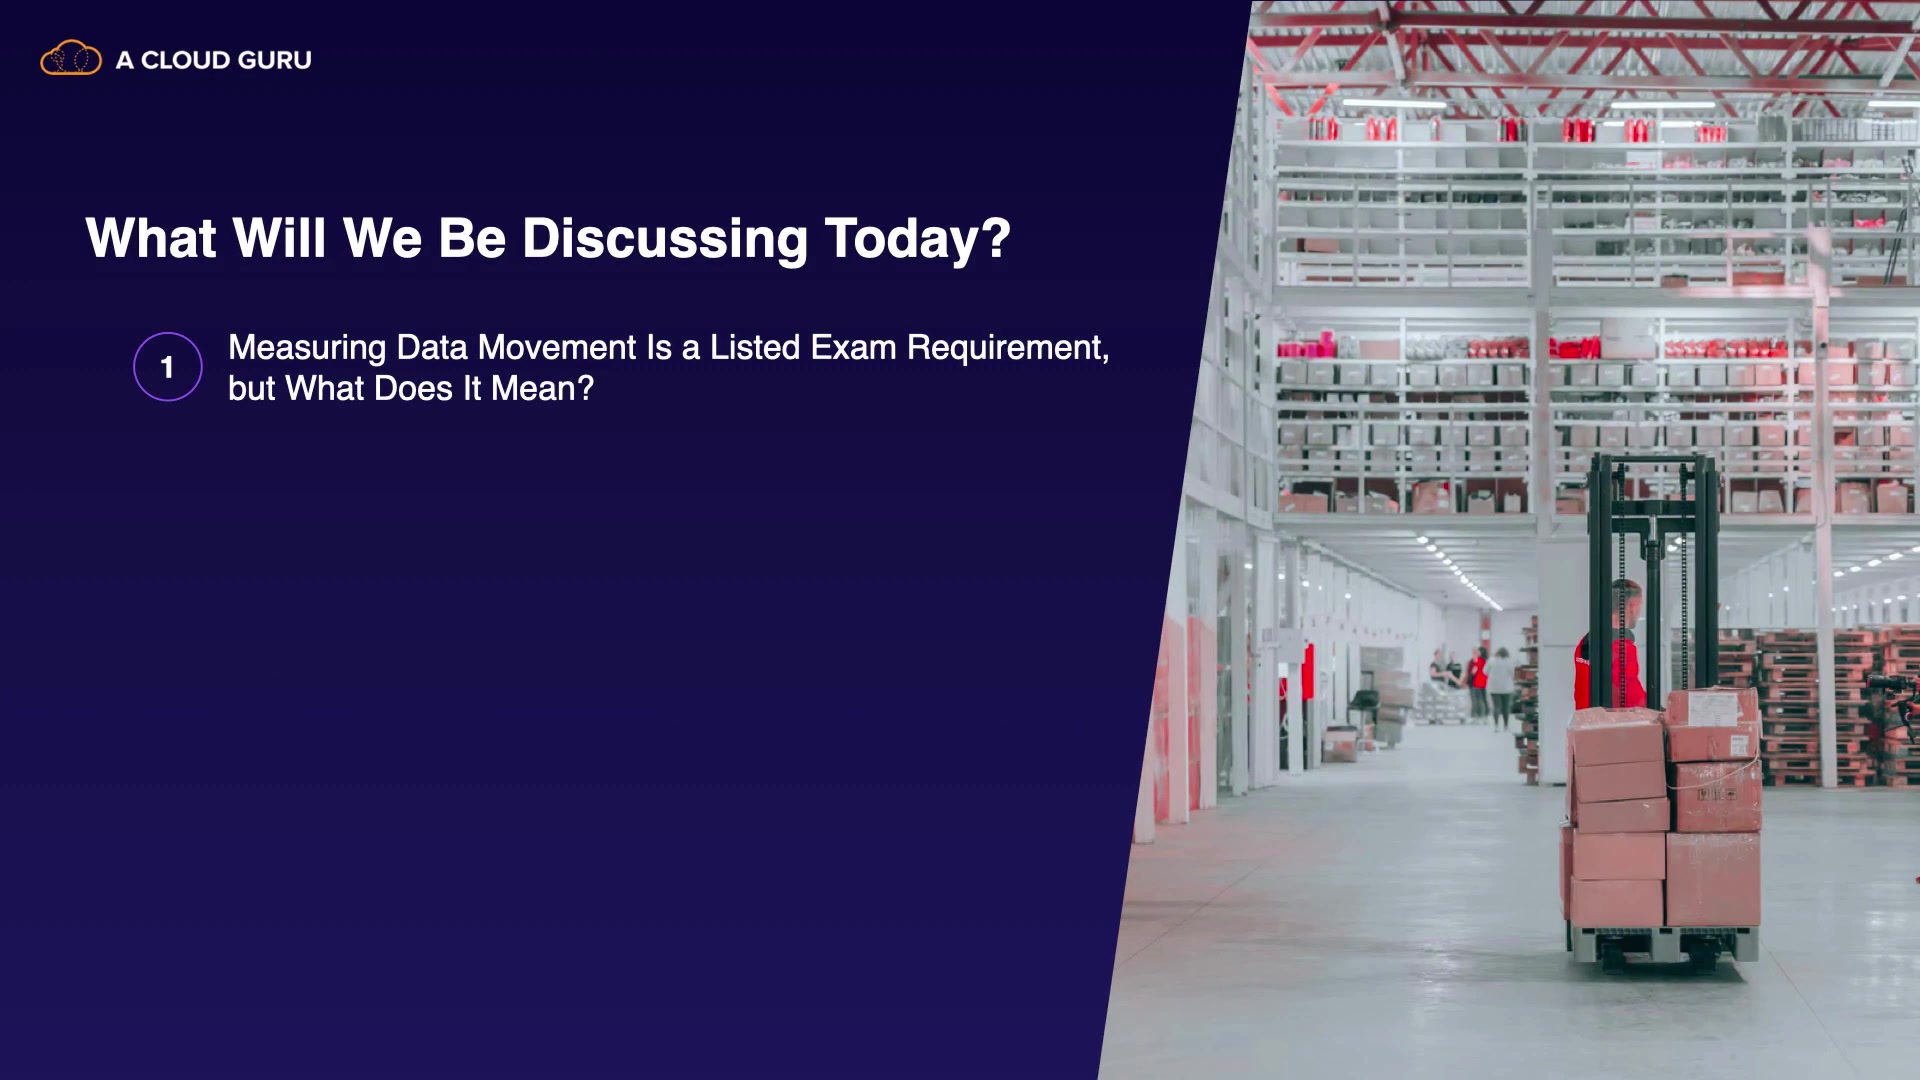 A CLOUD GURU
What Will We Be Discussing Today?
1
Measuring Data Movement Is a Listed Exam Requirement,
but What Does It Mean?